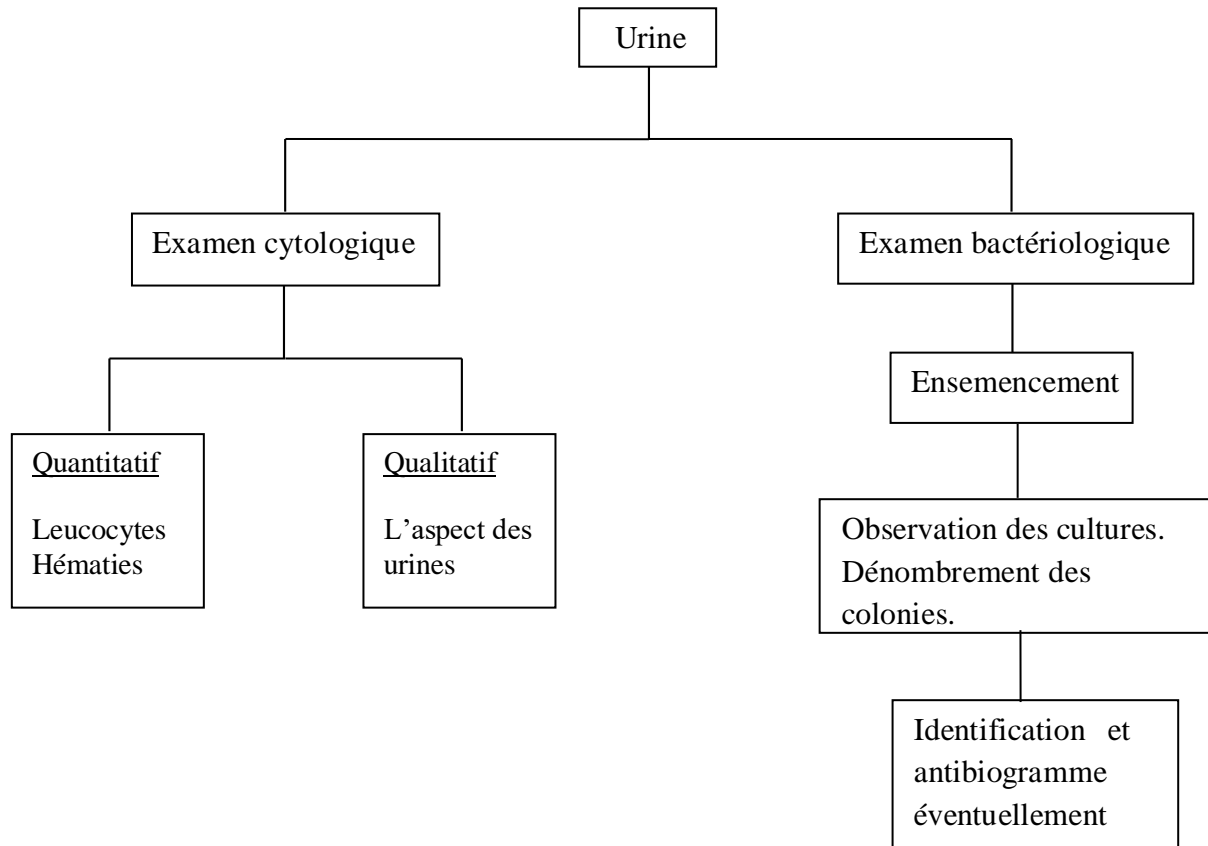 Urine
Examen cytologique
Examen bactériologique
Ensemencement
Quantitatif
Leucocytes
Hématies
Qualitatif
L’aspect des
urines
Observation des cultures.
Dénombrement des
colonies.
Identification et
antibiogramme
éventuellement